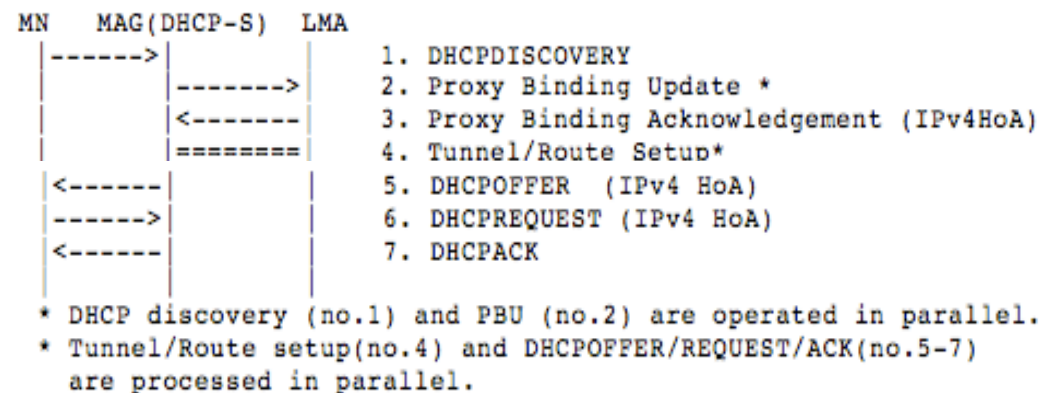 MN MAG(DHCP-S) LMA
|------>| | 1. DHCPDISCOVERY
| |------->| 2. Proxy Binding Update *
| |<-------| 3. Proxy Binding Acknowledgement (IPv4HoA)
| |========| 4. Tunnel/Route Setup*
|<------| | 5. DHCPOFFER (IPv4 HoA)
|------>| | 6. DHCPREQUEST (IPv4 HoA)
|<------| | 7. DHCPACK
* DHCP discovery (no.1) and PBU (no.2) are operated in parallel.
* Tunnel/Route setup(no.4) and DHCPOFFER/REQUEST/ACK(no.5-7)
are processed in parallel.